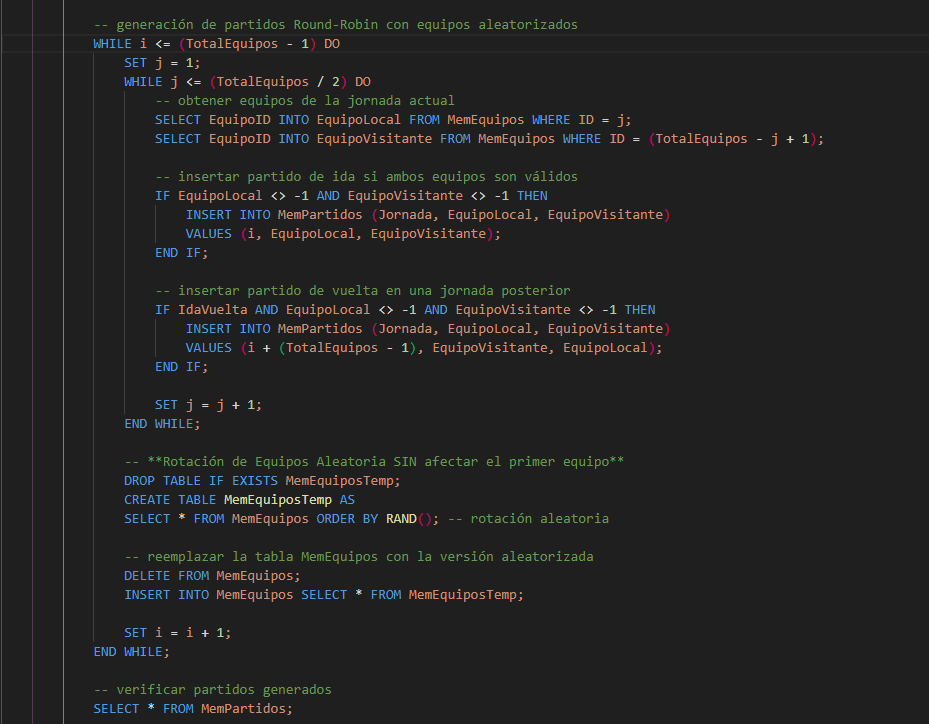 -- generación de partidos Round-Robin con equipos aleatorizados
WHILE i <= (TotalEquipos - 1) DO
SET j = 1;
WHILE j <= (TotalEquipos / 2) DO
-- obtener equipos de la jornada actual
SELECT EquipoID INTO EquipoLocal FROM MemEquipos WHERE ID = j;
SELECT EquipoID INTO EquipoVisitante FROM MemEquipos WHERE ID = (TotalEquipos - j + 1);
-- insertar partido de ida si ambos equipos son válidos
IF EquipoLocal <> -1 AND EquipoVisitante <> -1 THEN
INSERT INTO MemPartidos (Jornada, EquipoLocal, EquipoVisitante)
VALUES (i, EquipoLocal, EquipoVisitante);
END IF;
-- insertar partido de vuelta en una jornada posterior
IF IdaVuelta AND EquipoLocal <> -1 AND EquipoVisitante <> -1 THEN
INSERT INTO MemPartidos (Jornada, EquipoLocal, EquipoVisitante)
VALUES (i + (TotalEquipos - 1), EquipoVisitante, EquipoLocal);
END IF;
SET j = j + 1;
END WHILE;
-- **Rotación de Equipos Aleatoria SIN afectar el primer equipo**
DROP TABLE IF EXISTS MemEquiposTemp;
CREATE TABLE MemEquiposTemp AS
SELECT * FROM MemEquipos ORDER BY RAND(); -- rotación aleatoria
-- reemplazar la tabla MemEquipos con la versión aleatorizada
DELETE FROM MemEquipos;
INSERT INTO MemEquipos SELECT * FROM MemEquiposTemp;
SET i = i + 1;
END WHILE;
-- verificar partidos generados
SELECT * FROM MemPartidos;